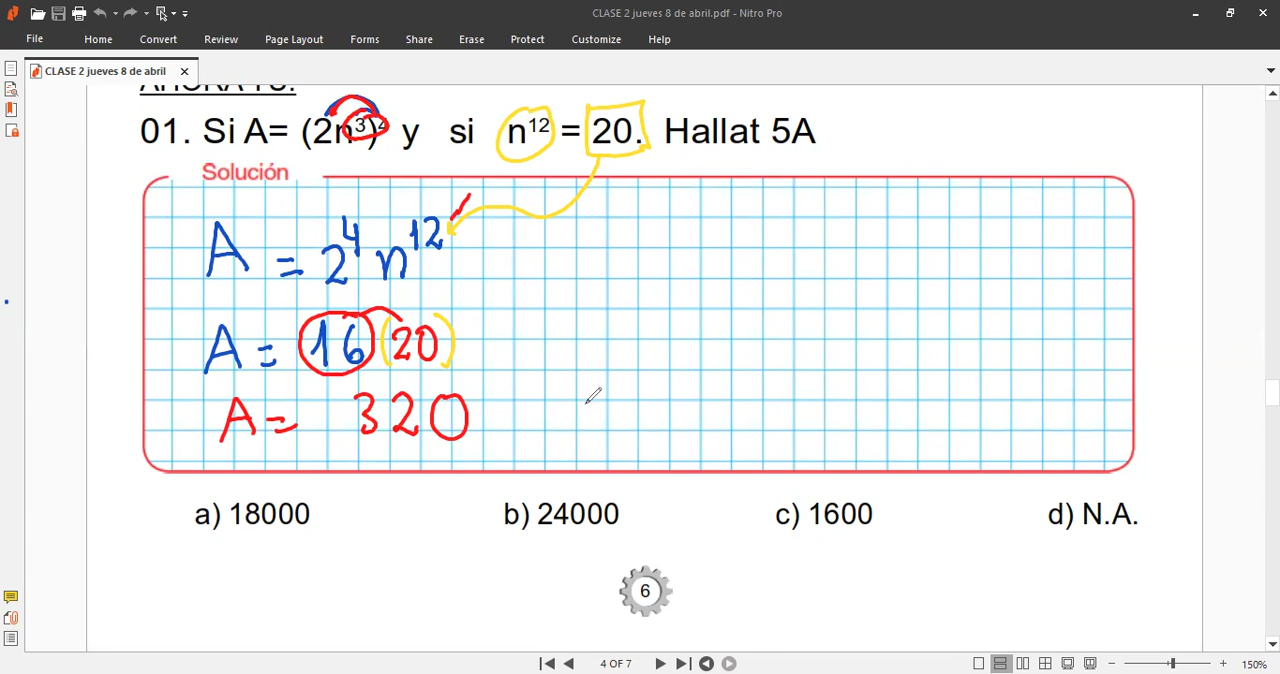 CLASE 2 jueves 8 de abril.pdf - Nitro Pro
File Home Convert Review Page Layout Forms Share Erase Protect Customize Help
CLASE 2 jueves 8 de abril
01. Si A= (2n³)⁴ y si n¹² = 20. Hallat 5A
Solución
A = 2⁴ n¹²
A = 16 (20)
A = 320
a) 18000 b) 24000 c) 1600 d) N.A.
6
4 OF 7
150%